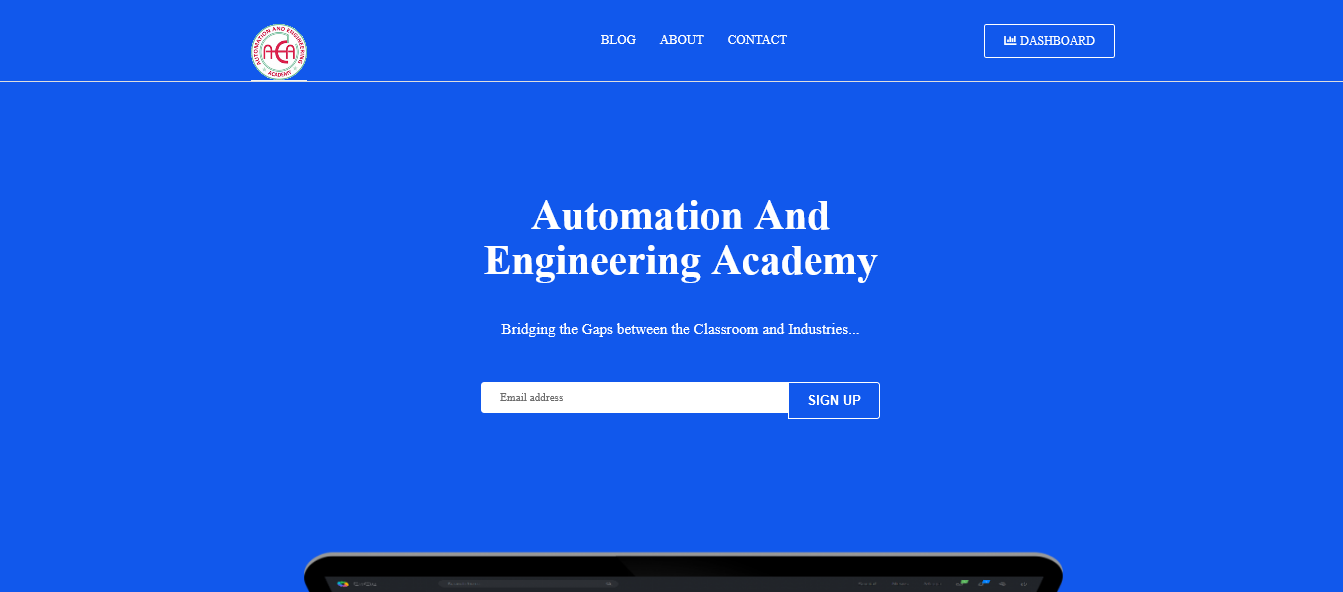 AUTOMATION AND ENGINEERING
AEA
ACADEMY
BLOG ABOUT CONTACT
DASHBOARD
Automation And
Engineering Academy
Bridging the Gaps between the Classroom and Industries...
Email address
SIGN UP